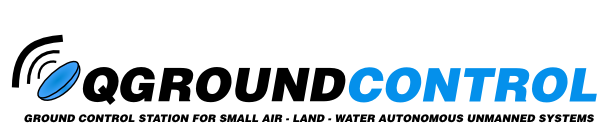 QGROUNDCONTROL
GROUND CONTROL STATION FOR SMALL AIR - LAND - WATER AUTONOMOUS UNMANNED SYSTEMS